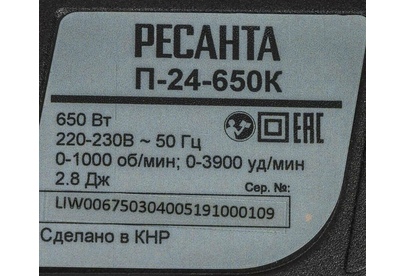 РЕСАНТА
П-24-650К
650 Вт
220-230В ~ 50 Гц
0-1000 об/мин; 0-3900 уд/мин
2.8 Дж
Сер. №:
LIW006750304005191000109
Сделано в КНР